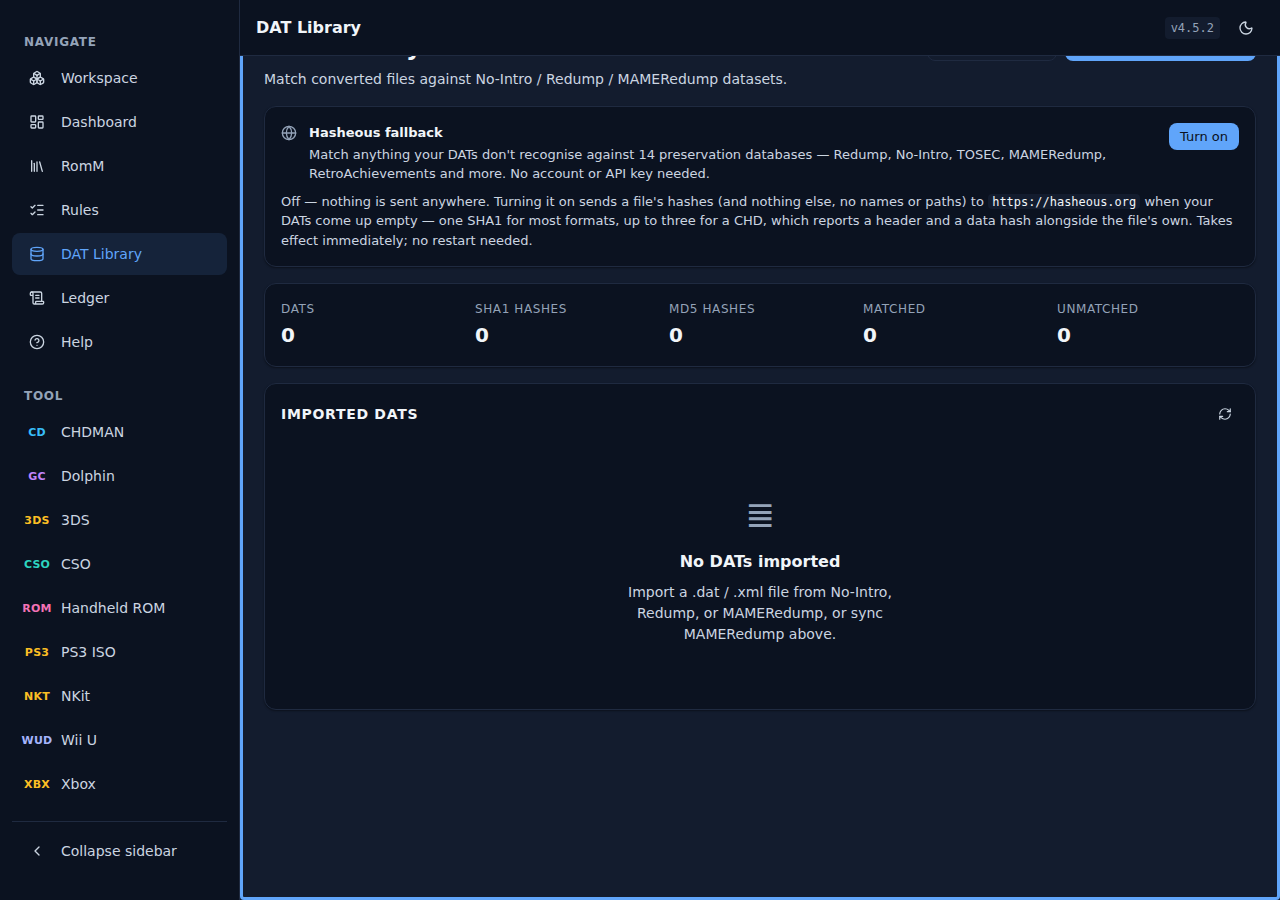 NAVIGATE
Workspace
Dashboard
RomM
Rules
DAT Library
Ledger
Help
TOOL
CD CHDMAN
GC Dolphin
3DS 3DS
CSO CSO
ROM Handheld ROM
PS3 PS3 ISO
NKT NKit
WUD Wii U
XBX Xbox
Collapse sidebar
DAT Library
v4.5.2
Match converted files against No-Intro / Redump / MAMERedump datasets.
Hasheous fallback
Turn on
Match anything your DATs don't recognise against 14 preservation databases — Redump, No-Intro, TOSEC, MAMERedump,
RetroAchievements and more. No account or API key needed.
Off — nothing is sent anywhere. Turning it on sends a file's hashes (and nothing else, no names or paths) to https://hasheous.org when your
DATs come up empty — one SHA1 for most formats, up to three for a CHD, which reports a header and a data hash alongside the file's own. Takes
effect immediately; no restart needed.
DATS SHA1 HASHES MD5 HASHES MATCHED UNMATCHED
0 0 0 0 0
IMPORTED DATS
No DATs imported
Import a .dat / .xml file from No-Intro,
Redump, or MAMERedump, or sync
MAMERedump above.